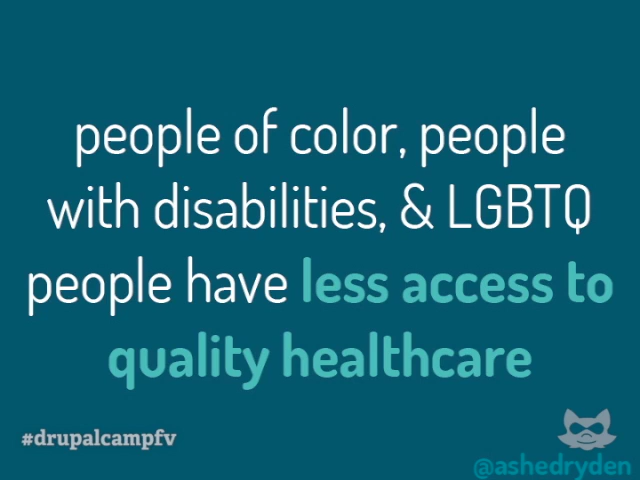 people of color, people
with disabilities, & LGBTQ
people have less access to
quality healthcare
#drupalcampfv
@ashedryden